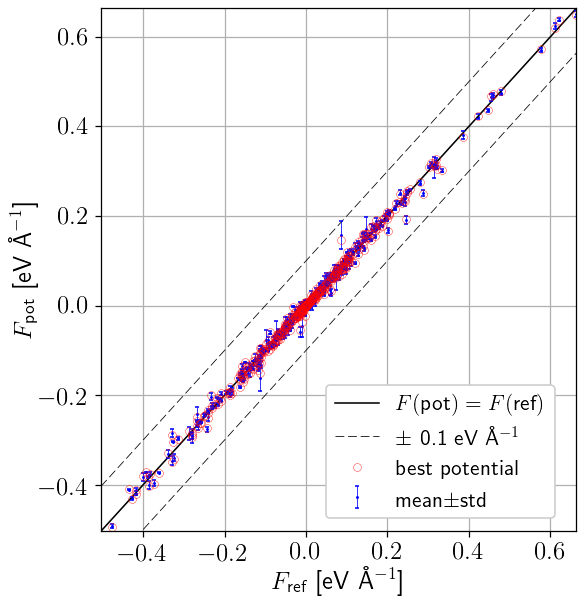 0.6
0.4
0.2
0.0
−0.2
−0.4
F_pot [eV Å⁻¹]
F(pot) = F(ref)
± 0.1 eV Å⁻¹
best potential
mean±std
−0.4 −0.2 0.0 0.2 0.4 0.6
F_ref [eV Å⁻¹]